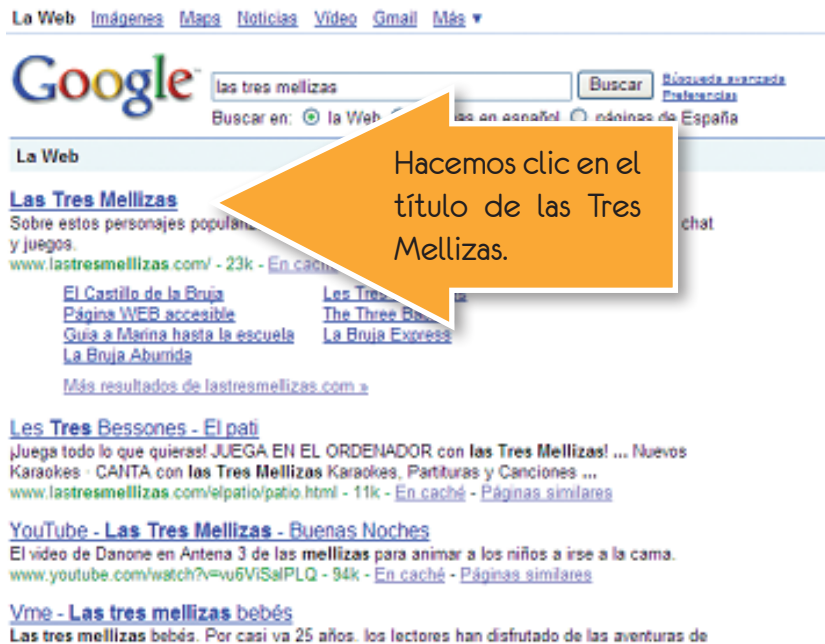 La Web Imágenes Maps Noticias Vídeo Gmail Más ▼
Google™ las tres mellizas Buscar Búsqueda avanzada
Preferencias
Buscar en: la Web en español páginas de España
La Web
Hacemos clic en el
título de las Tres
Mellizas.
Las Tres Mellizas
Sobre estos personajes chat
y juegos.
www.lastresmellizas.com/ - 23k - En
El Castillo de la Bruja Les Tres
Página WEB accesible The Three
Guia a Marina hasta la escuela La Bruja Express
La Bruja Aburrida
Más resultados de lastresmellizas.com »
Les Tres Bessones - El pati
¡Juega todo lo que quieras! JUEGA EN EL ORDENADOR con las Tres Mellizas! ... Nuevos
Karaokes · CANTA con las Tres Mellizas Karaokes, Partituras y Canciones ...
www.lastresmellizas.com/elpatio/patio.html - 11k - En caché - Páginas similares
YouTube - Las Tres Mellizas - Buenas Noches
El video de Danone en Antena 3 de las mellizas para animar a los niños a irse a la cama.
www.youtube.com/watch?v=vu6ViSalPLQ - 94k - En caché - Páginas similares
Vme - Las tres mellizas bebés
Las tres mellizas bebés. Por casi ya 25 años, los lectores han disfrutado de las aventuras de